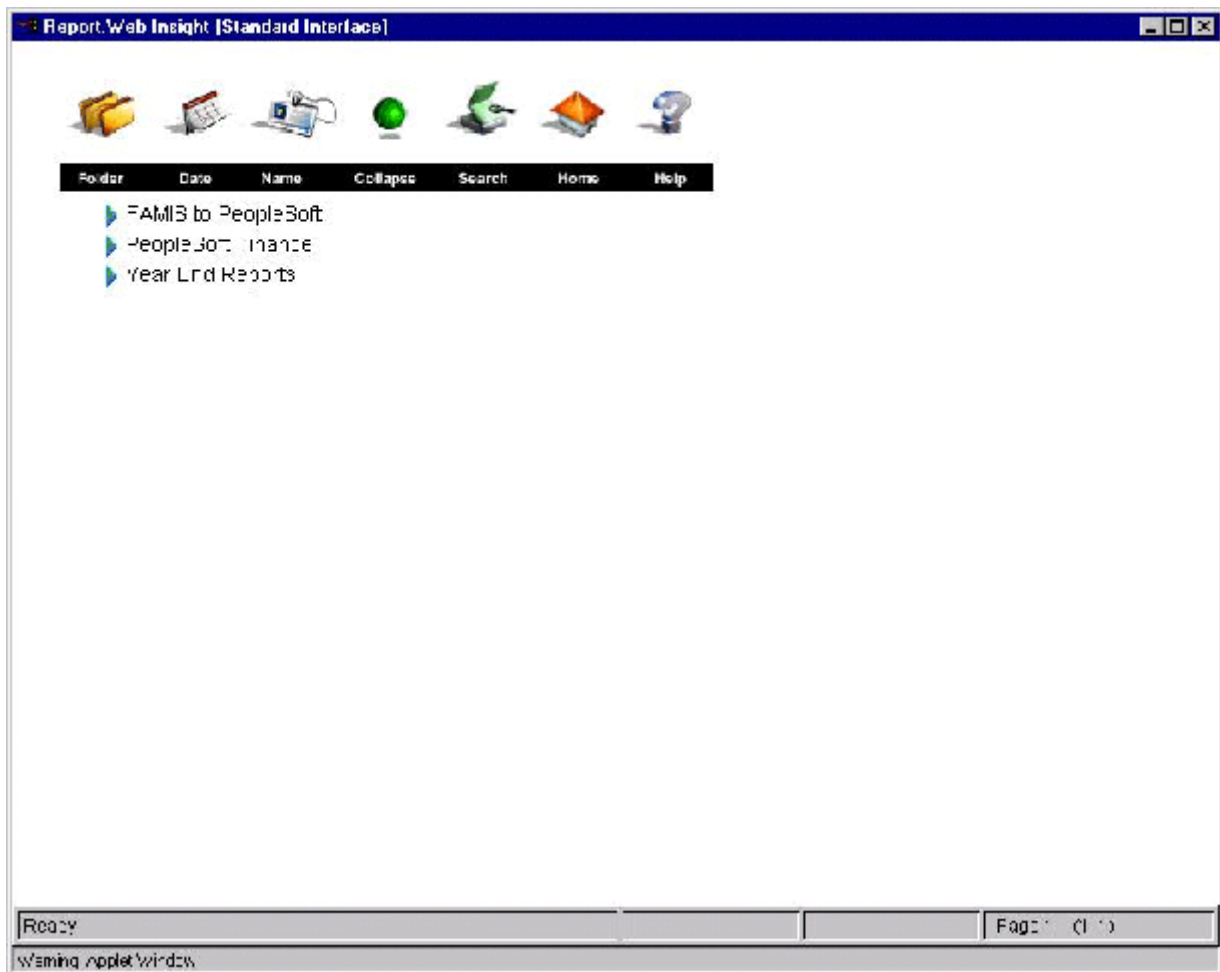 Report.Web Insight [Standard Interface]
Folder Date Name Collapse Search Home Help
FAMIS to PeopleSoft
PeopleSoft Finance
Year End Reports
Ready
Page
Warning: Applet Window